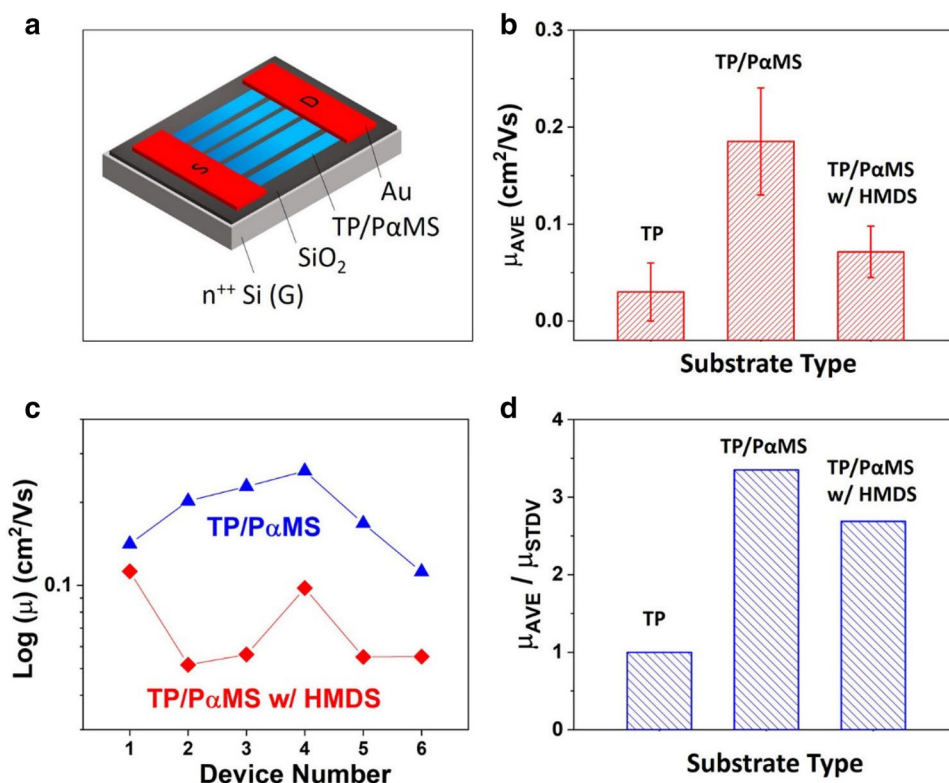 a
D
S
Au
TP/PαMS
SiO₂
n⁺⁺ Si (G)
b
μAVE (cm²/Vs)
0.3
0.2
0.1
0.0
TP
TP/PαMS
TP/PαMS
w/ HMDS
Substrate Type
c
Log (μ) (cm²/Vs)
0.1
TP/PαMS
TP/PαMS w/ HMDS
1 2 3 4 5 6
Device Number
d
μAVE / μSTDV
4
3
2
1
0
TP
TP/PαMS
TP/PαMS
w/ HMDS
Substrate Type